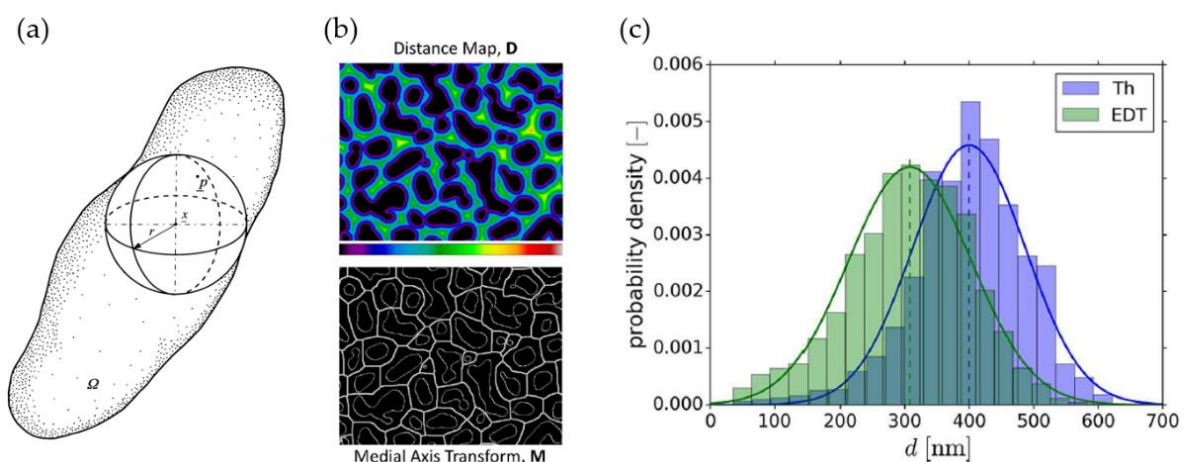 (a)
p
x
r
Ω
(b)
Distance Map, D
Medial Axis Transform, M
(c)
Th
EDT
probability density [−]
0.006
0.005
0.004
0.003
0.002
0.001
0.000
0 100 200 300 400 500 600 700
d [nm]